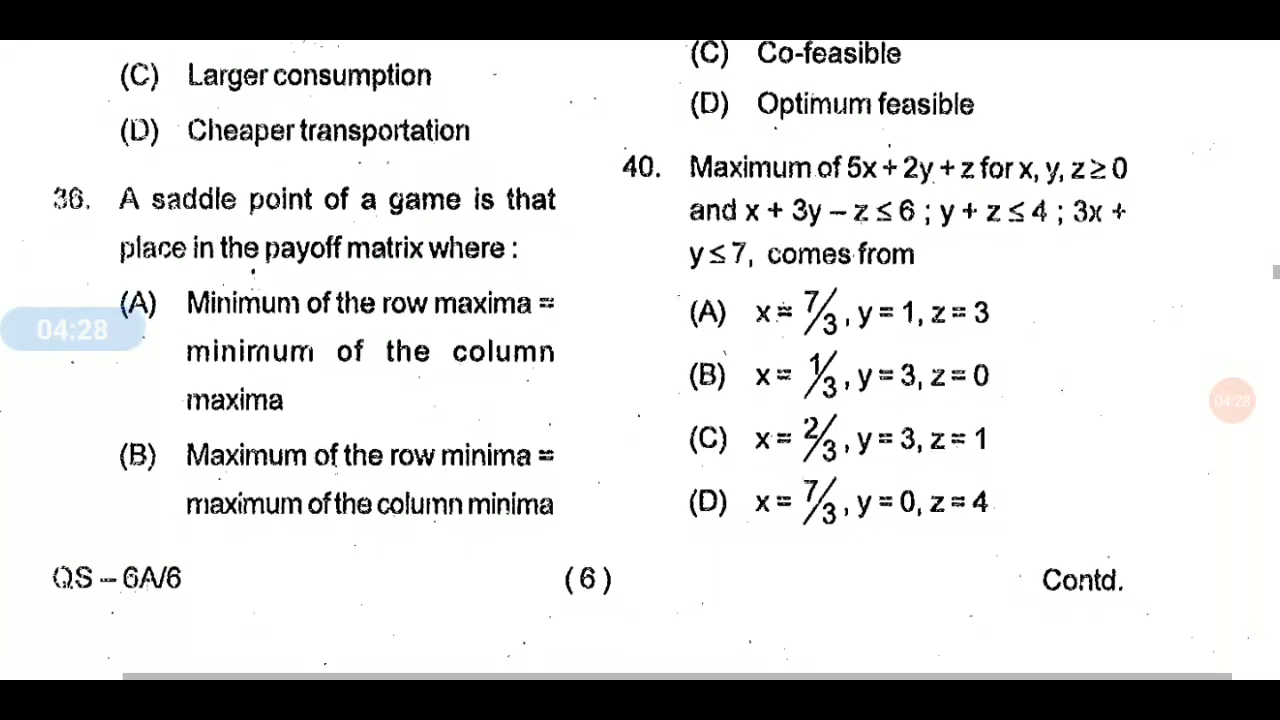 (C) Larger consumption
(D) Cheaper transportation
36. A saddle point of a game is that
place in the payoff matrix where :
(A) Minimum of the row maxima =
minimum of the column
maxima
(B) Maximum of the row minima =
maximum of the column minima
(C) Co-feasible
(D) Optimum feasible
40. Maximum of 5x + 2y + z for x, y, z ≥ 0
and x + 3y – z ≤ 6 ; y + z ≤ 4 ; 3x +
y ≤ 7, comes from
(A) x = 7/3, y = 1, z = 3
(B) x = 1/3, y = 3, z = 0
(C) x = 2/3, y = 3, z = 1
(D) x = 7/3, y = 0, z = 4
QS – 6A/6 (6) Contd.
04:28
04:28